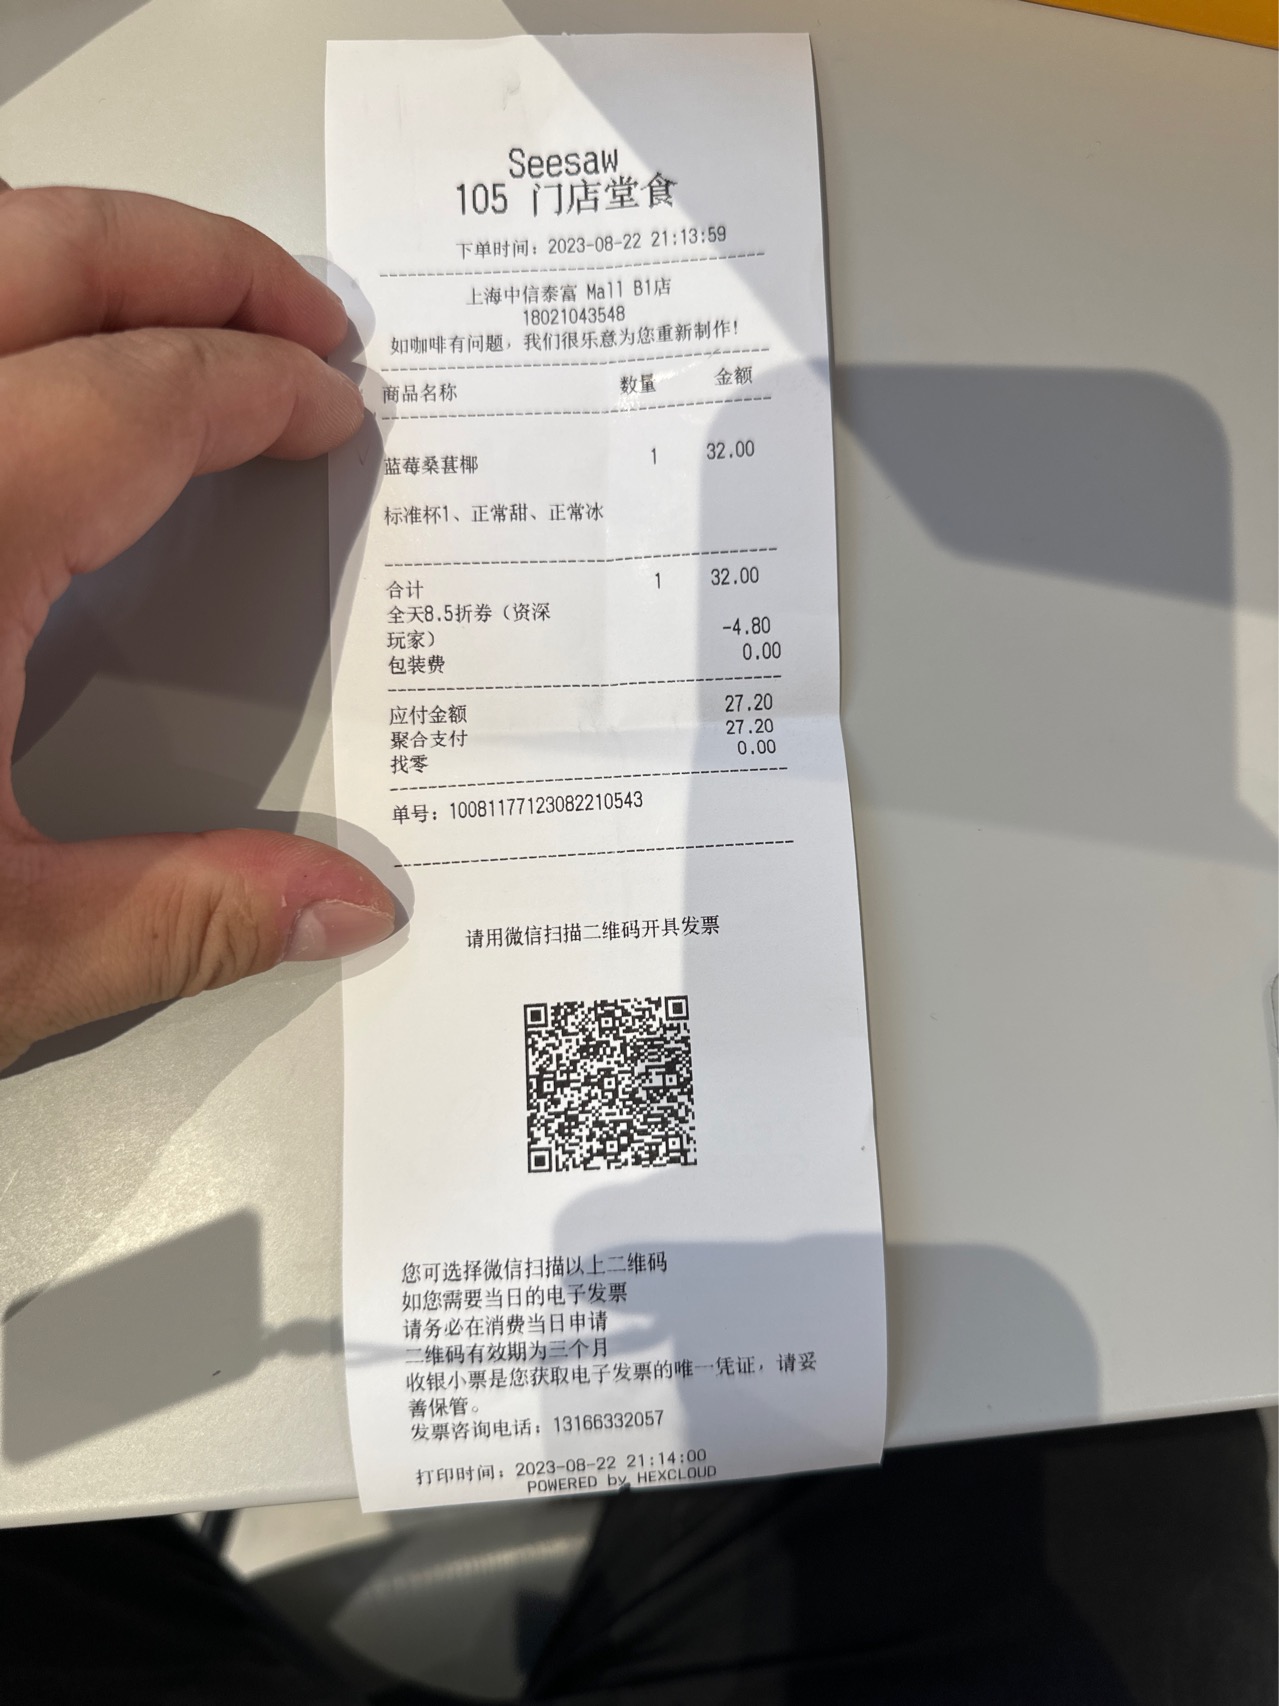 Seesaw
105 门店堂食
下单时间：2023-08-22 21:13:59
上海中信泰富 Mall B1店
18021043548
如咖啡有问题，我们很乐意为您重新制作！
商品名称 数量 金额
蓝莓桑葚椰 1 32.00
标准杯1、正常甜、正常冰
合计 1 32.00
全天8.5折券（资深
玩家） -4.80
包装费 0.00
应付金额 27.20
聚合支付 27.20
找零 0.00
单号：10081177123082210543
请用微信扫描二维码开具发票
您可选择微信扫描以上二维码
如您需要当日的电子发票
请务必在消费当日申请
二维码有效期为三个月
收银小票是您获取电子发票的唯一凭证，请妥
善保管。
发票咨询电话：13166332057
打印时间：2023-08-22 21:14:00
POWERED by HEXCLOUD